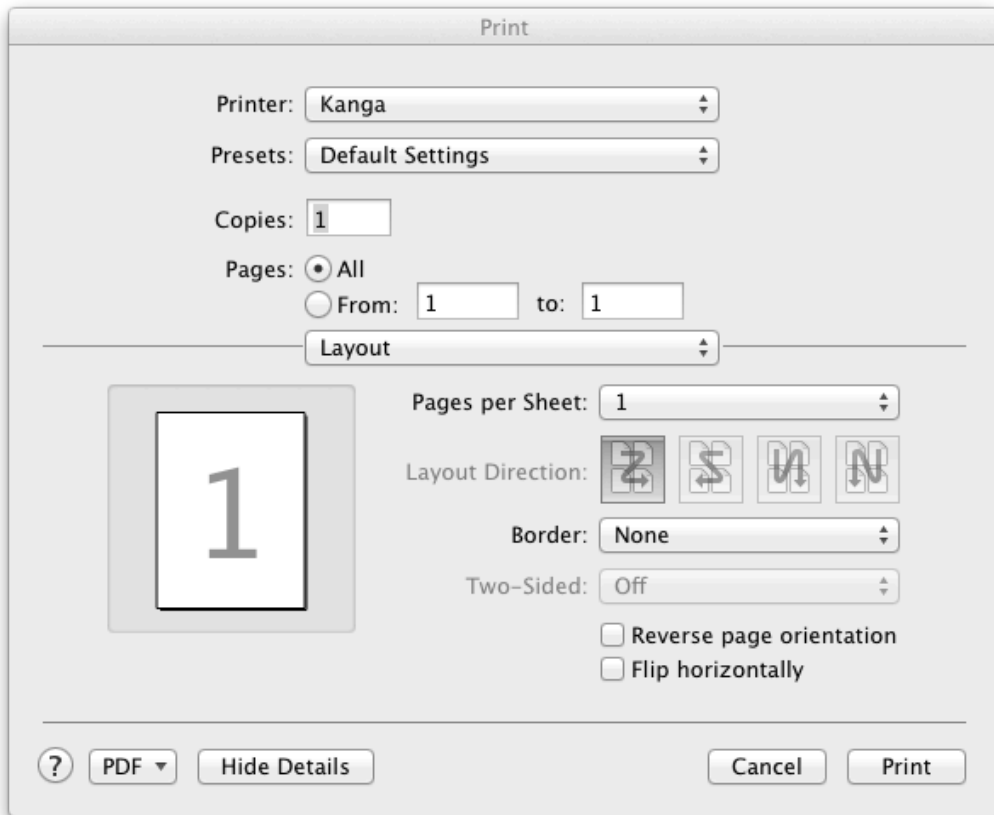 Print
Printer: Kanga
Presets: Default Settings
Copies: 1
Pages: All
From: 1 to: 1
Layout
Pages per Sheet: 1
Layout Direction:
1
Border: None
Two-Sided: Off
Reverse page orientation
Flip horizontally
? PDF Hide Details Cancel Print